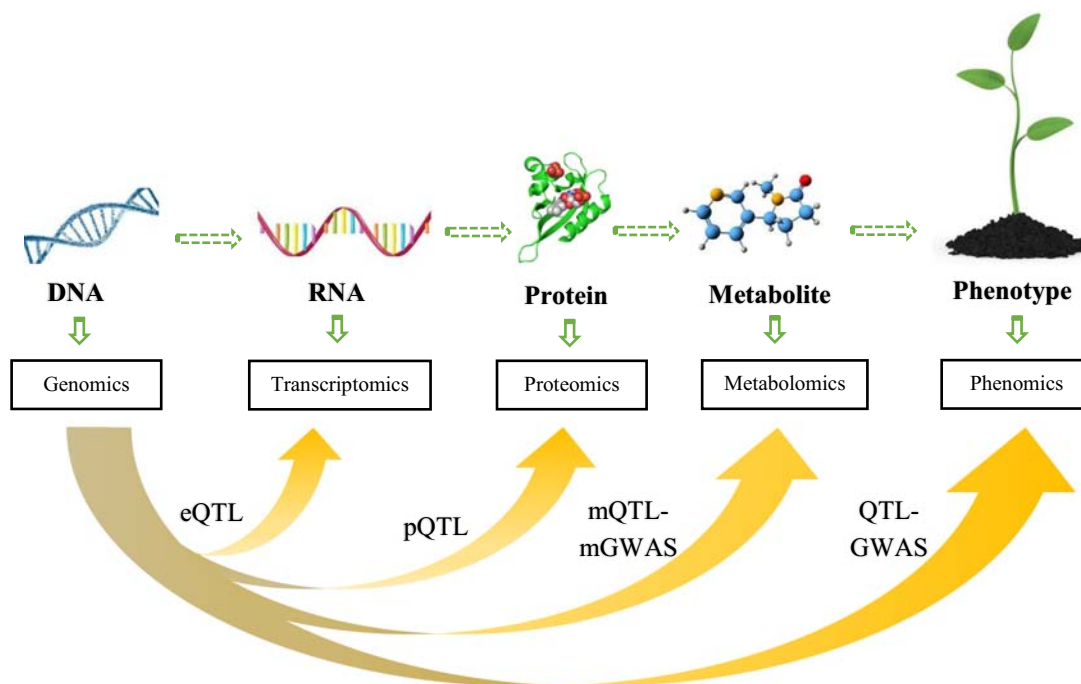 DNA
RNA
Protein
Metabolite
Phenotype
Genomics
Transcriptomics
Proteomics
Metabolomics
Phenomics
eQTL
pQTL
mQTL-
mGWAS
QTL-
GWAS